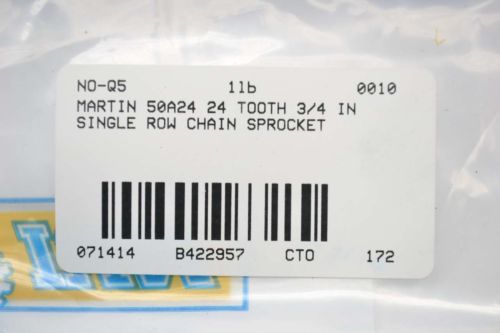 NO-Q5 1lb 0010
MARTIN 50A24 24 TOOTH 3/4 IN
SINGLE ROW CHAIN SPROCKET
071414 B422957 CTO 172